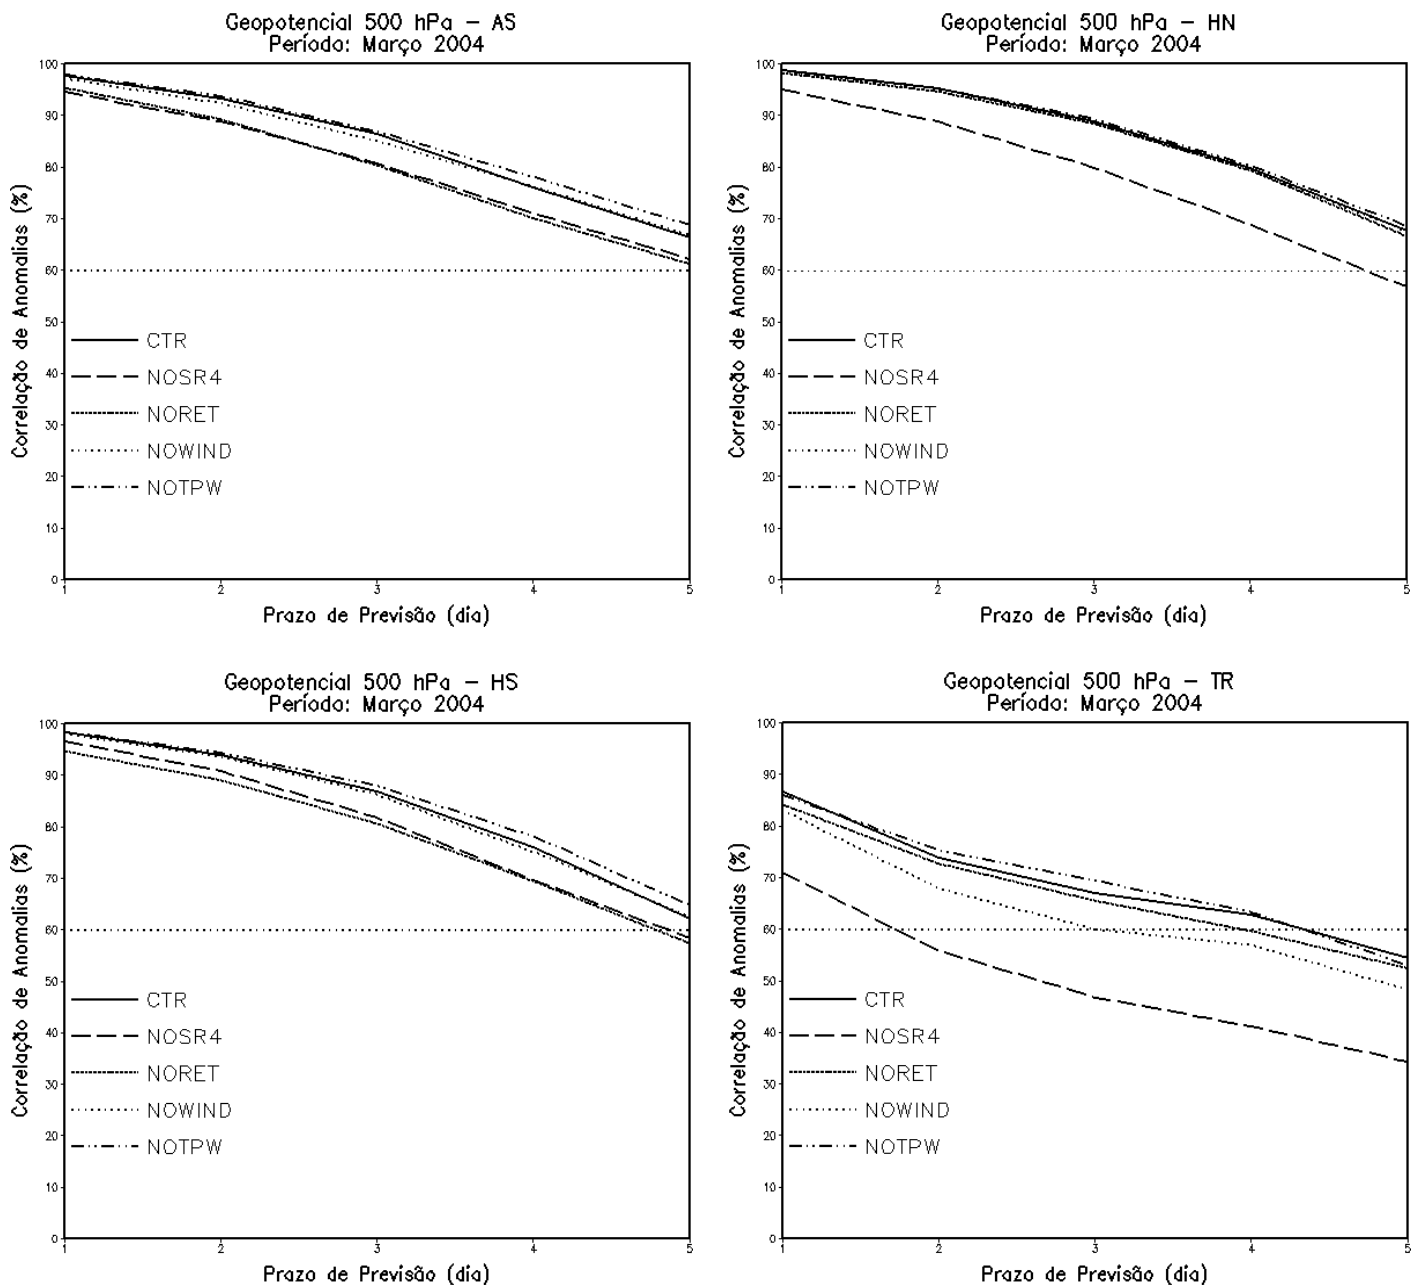 Geopotencial 500 hPa – AS
Período: Março 2004
Correlação de Anomalias (%)
100
90
80
70
60
50
40
30
20
10
0
CTR
NOSR4
NORET
NOWIND
NOTPW
1 2 3 4 5
Prazo de Previsão (dia)
Geopotencial 500 hPa – HN
Período: Março 2004
Correlação de Anomalias (%)
100
90
80
70
60
50
40
30
20
10
0
CTR
NOSR4
NORET
NOWIND
NOTPW
1 2 3 4 5
Prazo de Previsão (dia)
Geopotencial 500 hPa – HS
Período: Março 2004
Correlação de Anomalias (%)
100
90
80
70
60
50
40
30
20
10
0
CTR
NOSR4
NORET
NOWIND
NOTPW
1 2 3 4 5
Prazo de Previsão (dia)
Geopotencial 500 hPa – TR
Período: Março 2004
Correlação de Anomalias (%)
100
90
80
70
60
50
40
30
20
10
0
CTR
NOSR4
NORET
NOWIND
NOTPW
1 2 3 4 5
Prazo de Previsão (dia)